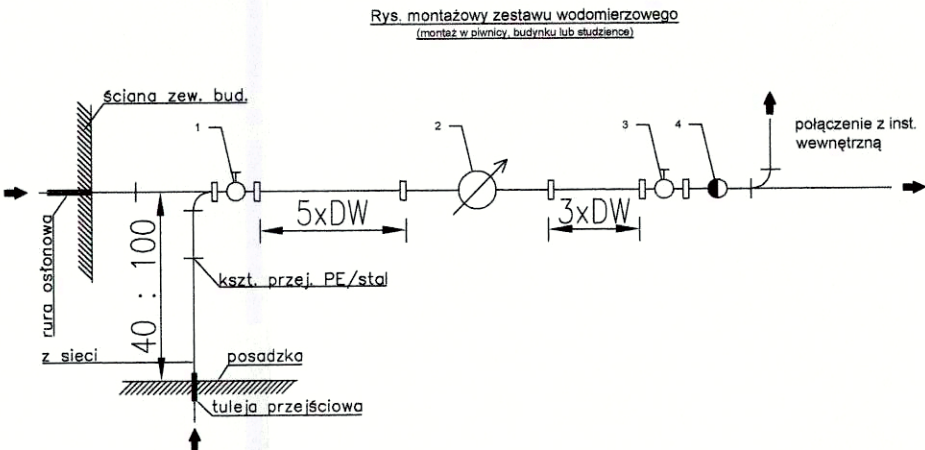 Rys. montażowy zestawu wodomierzowego
(montaż w piwnicy, budynku lub studzience)
ściana zew. bud.
1
2
3
4
połączenie z inst.
wewnętrzną
5xDW
3xDW
rura osłonowa
40 : 100
kszt. przej. PE/stal
z sieci
posadzka
tuleja przejściowa